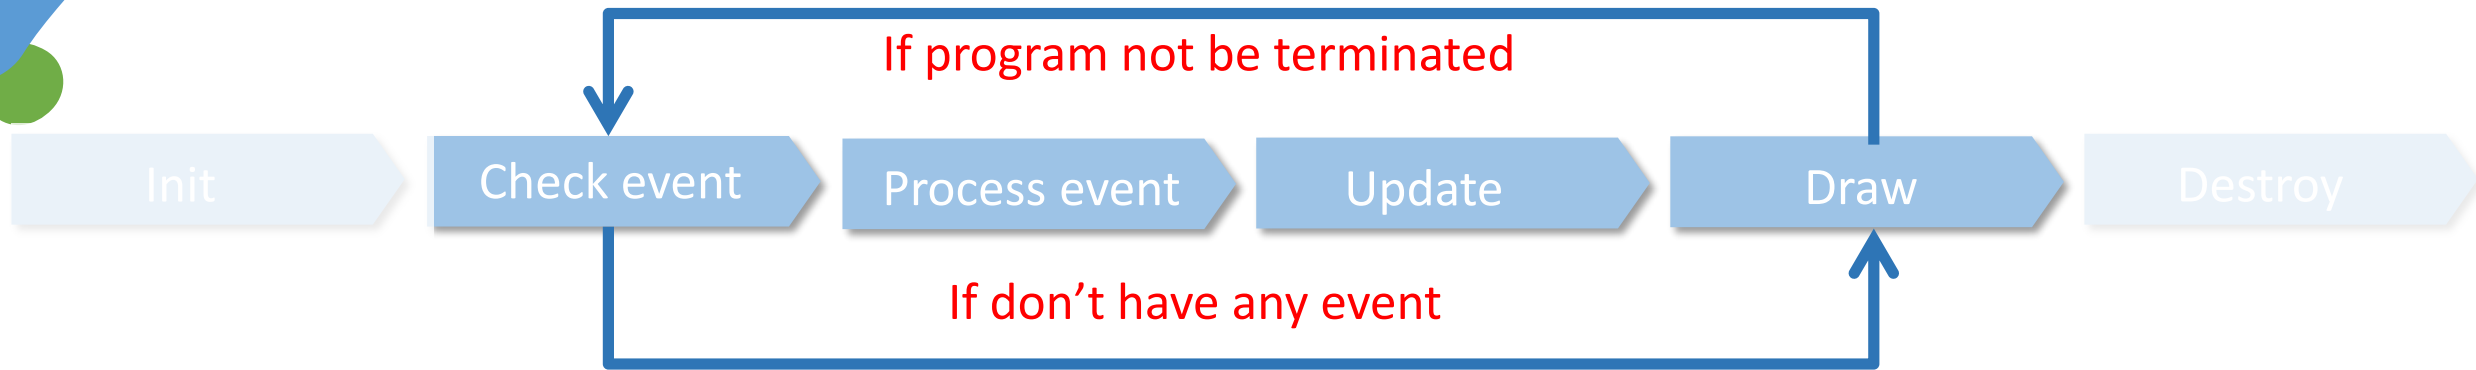 If program not be terminated
Init
Check event
Process event
Update
Draw
Destroy
If don’t have any event